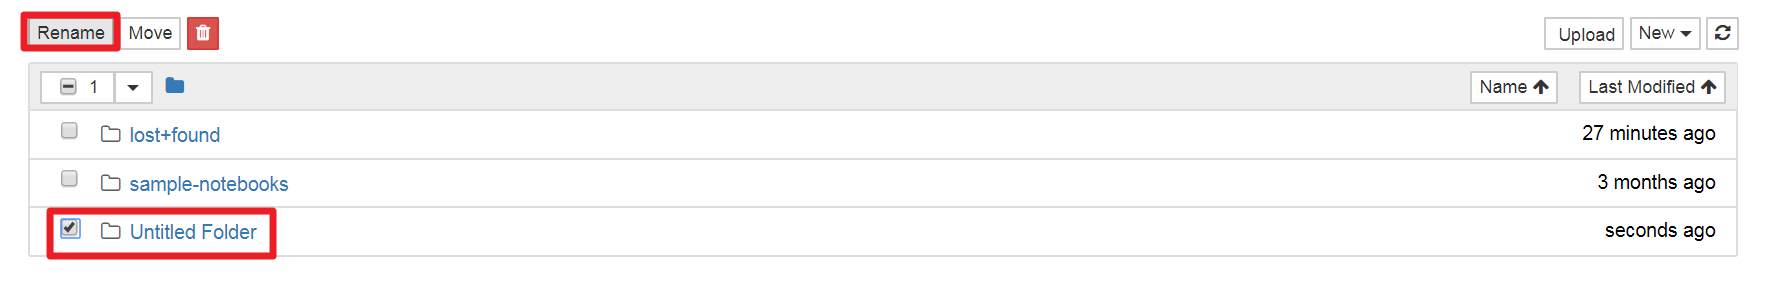 Rename Move Upload New
1 Name Last Modified
lost+found 27 minutes ago
sample-notebooks 3 months ago
Untitled Folder seconds ago